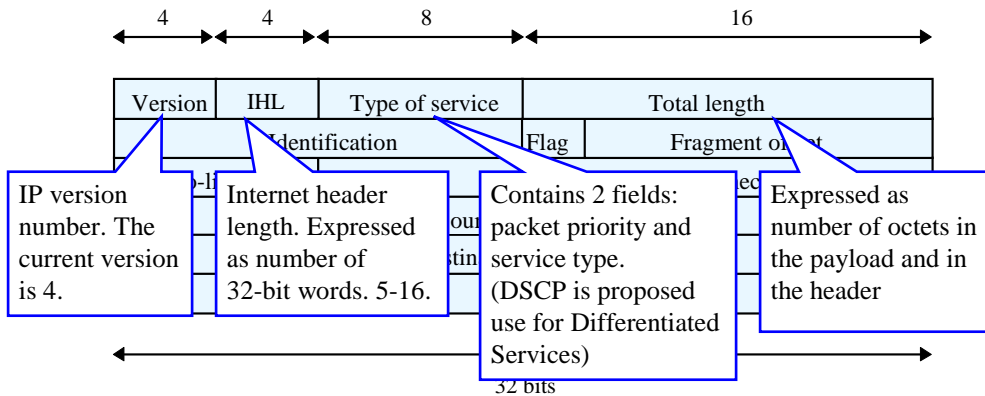 4 4 8 16
Version IHL Type of service Total length
Identification Flag Fragment
IP version
number. The
current version
is 4.
Internet header
length. Expressed
as number of
32-bit words. 5-16.
Contains 2 fields:
packet priority and
service type.
(DSCP is proposed
use for Differentiated
Services)
Expressed as
number of octets in
the payload and in
the header
32 bits